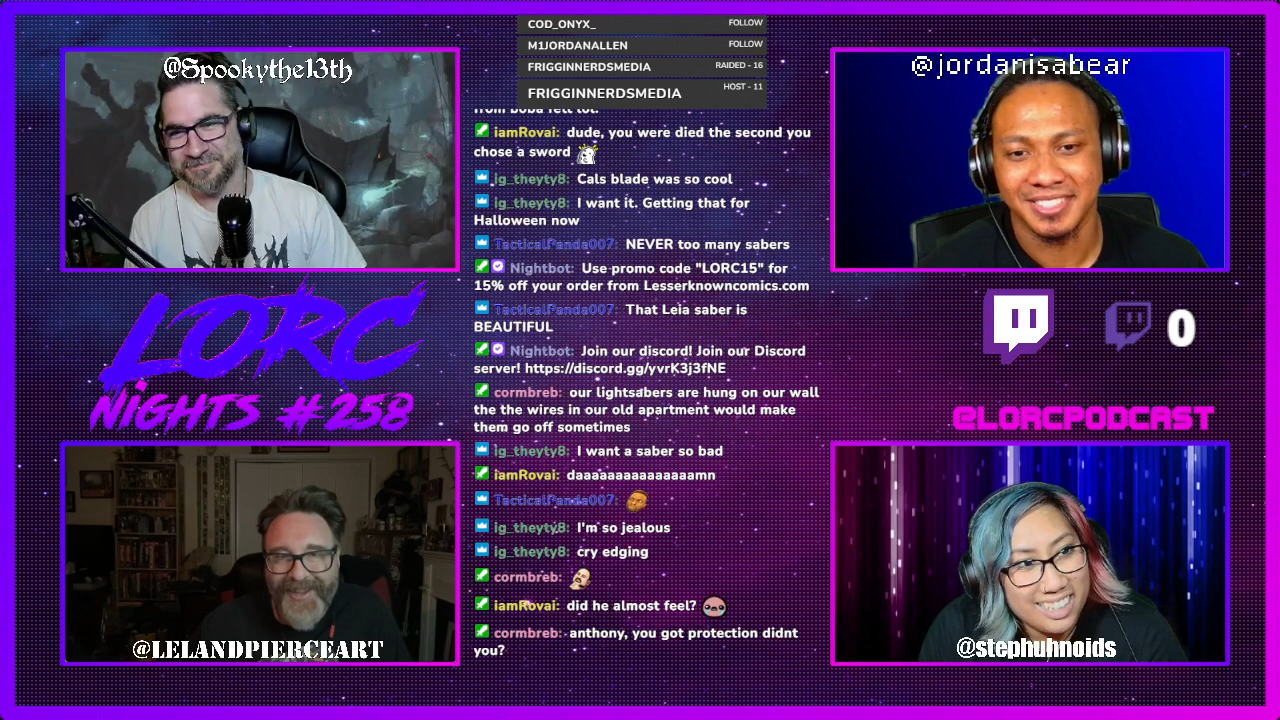 COD_ONYX_ FOLLOW
M1JORDANALLEN FOLLOW
FRIGGINNERDSMEDIA RAIDED - 16
FRIGGINNERDSMEDIA HOST - 11
@Spookythe13th
@jordanisabear
from boba fett lol.
iamRovai: dude, you were died the second you
chose a sword
ig_theyty8: Cals blade was so cool
ig_theyty8: I want it. Getting that for
Halloween now
TacticalPanda007: NEVER too many sabers
Nightbot: Use promo code "LORC15" for
15% off your order from Lesserknowncomics.com
TacticalPanda007: That Leia saber is
BEAUTIFUL
Nightbot: Join our discord! Join our Discord
server! https://discord.gg/yvrK3j3fNE
cormbreb: our lightsabers are hung on our wall
the the wires in our old apartment would make
them go off sometimes
ig_theyty8: I want a saber so bad
iamRovai: daaaaaaaaaaaaaaamn
TacticalPanda007:
ig_theyty8: I'm so jealous
ig_theyty8: cry edging
cormbreb:
iamRovai: did he almost feel?
cormbreb: anthony, you got protection didnt
you?
LORC
NIGHTS #258
0
@LORCPODCAST
@LELANDPIERCEART
@stephuhnoids